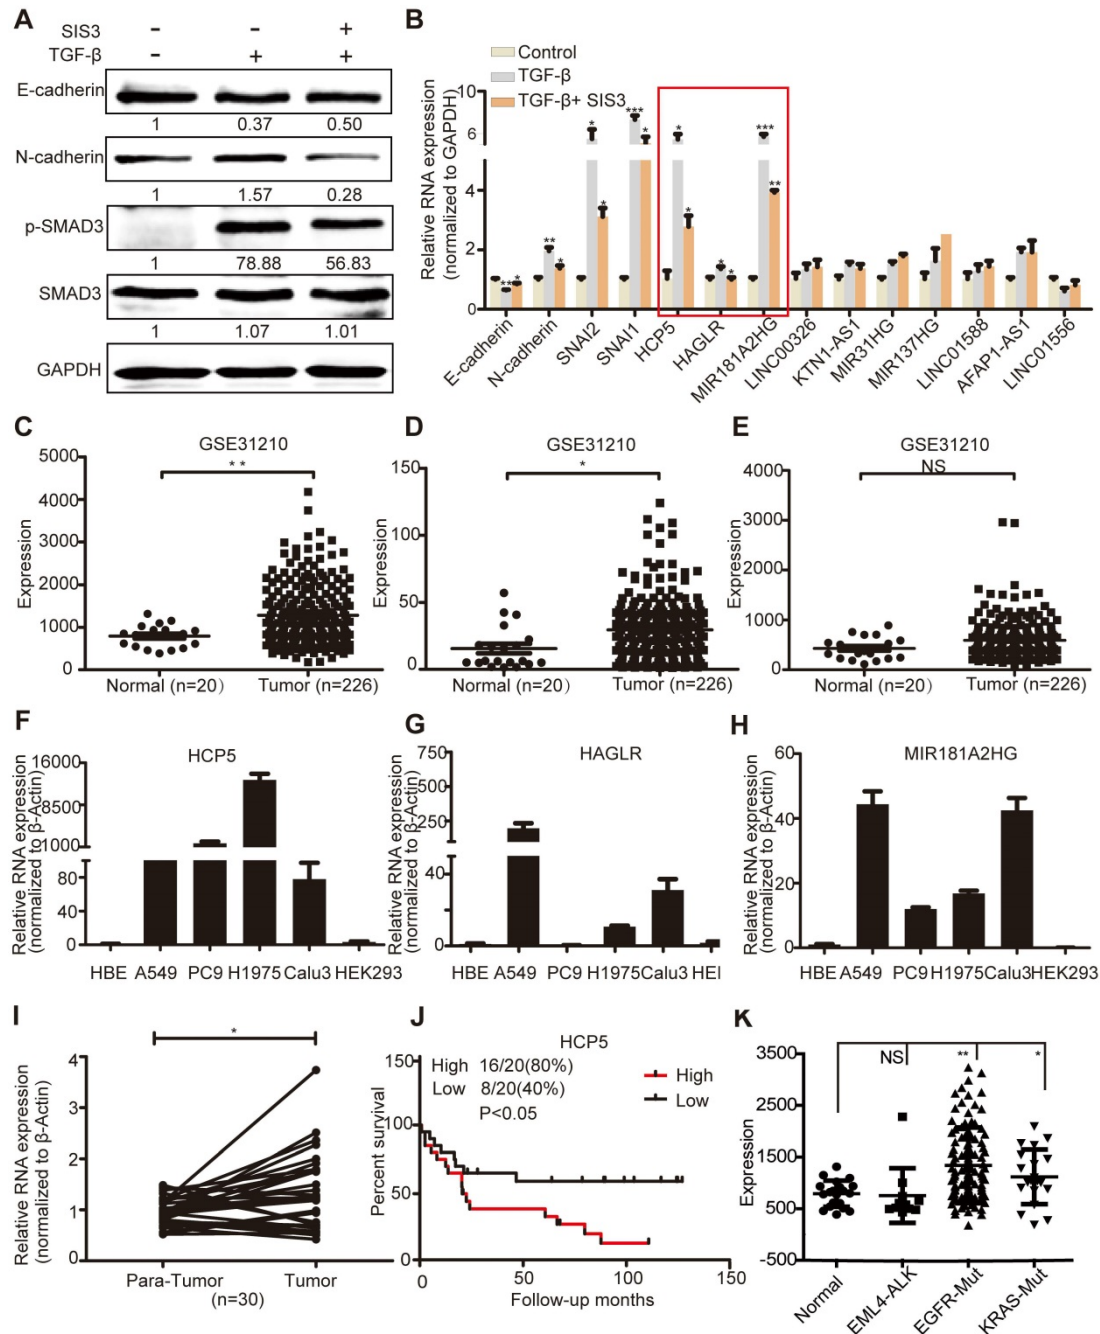 A
SIS3 - - +
TGF-β - + +
E-cadherin
1 0.37 0.50
N-cadherin
1 1.57 0.28
p-SMAD3
1 78.88 56.83
SMAD3
1 1.07 1.01
GAPDH
B
Control
TGF-β
TGF-β+ SIS3
Relative RNA expression
(normalized to GAPDH)
10
6
4
2
0
** *
** *
* *
*** *
* *
* *
*** **
E-cadherin
N-cadherin
SNAI2
SNAI1
HCP5
HAGLR
MIR181A2HG
LINC00326
KTN1-AS1
MIR31HG
MIR137HG
LINC01588
AFAP1-AS1
LINC01556
C
GSE31210
**
Expression
5000
4000
3000
2000
1000
0
Normal (n=20) Tumor (n=226)
D
GSE31210
*
Expression
150
100
50
0
Normal (n=20) Tumor (n=226)
E
GSE31210
NS
Expression
4000
3000
2000
1000
0
Normal (n=20) Tumor (n=226)
F
HCP5
Relative RNA expression
(normalized to β-Actin)
16000
8500
1000
80
40
0
HBE A549 PC9 H1975 Calu3 HEK293
G
HAGLR
Relative RNA expression
(normalized to β-Actin)
750
500
250
40
0
HBE A549 PC9 H1975 Calu3 HEI
H
MIR181A2HG
Relative RNA expression
(normalized to β-Actin)
60
40
20
0
HBE A549 PC9 H1975 Calu3 HEK293
I
*
Relative RNA expression
(normalized to β-Actin)
4
3
2
1
0
Para-Tumor Tumor
(n=30)
J
HCP5
High 16/20(80%)
Low 8/20(40%)
P<0.05
High
Low
Percent survival
150
100
50
0
0 50 100 150
Follow-up months
K
NS ** *
Expression
3500
2500
1500
500
-500
Normal
EML4-ALK
EGFR-Mut
KRAS-Mut